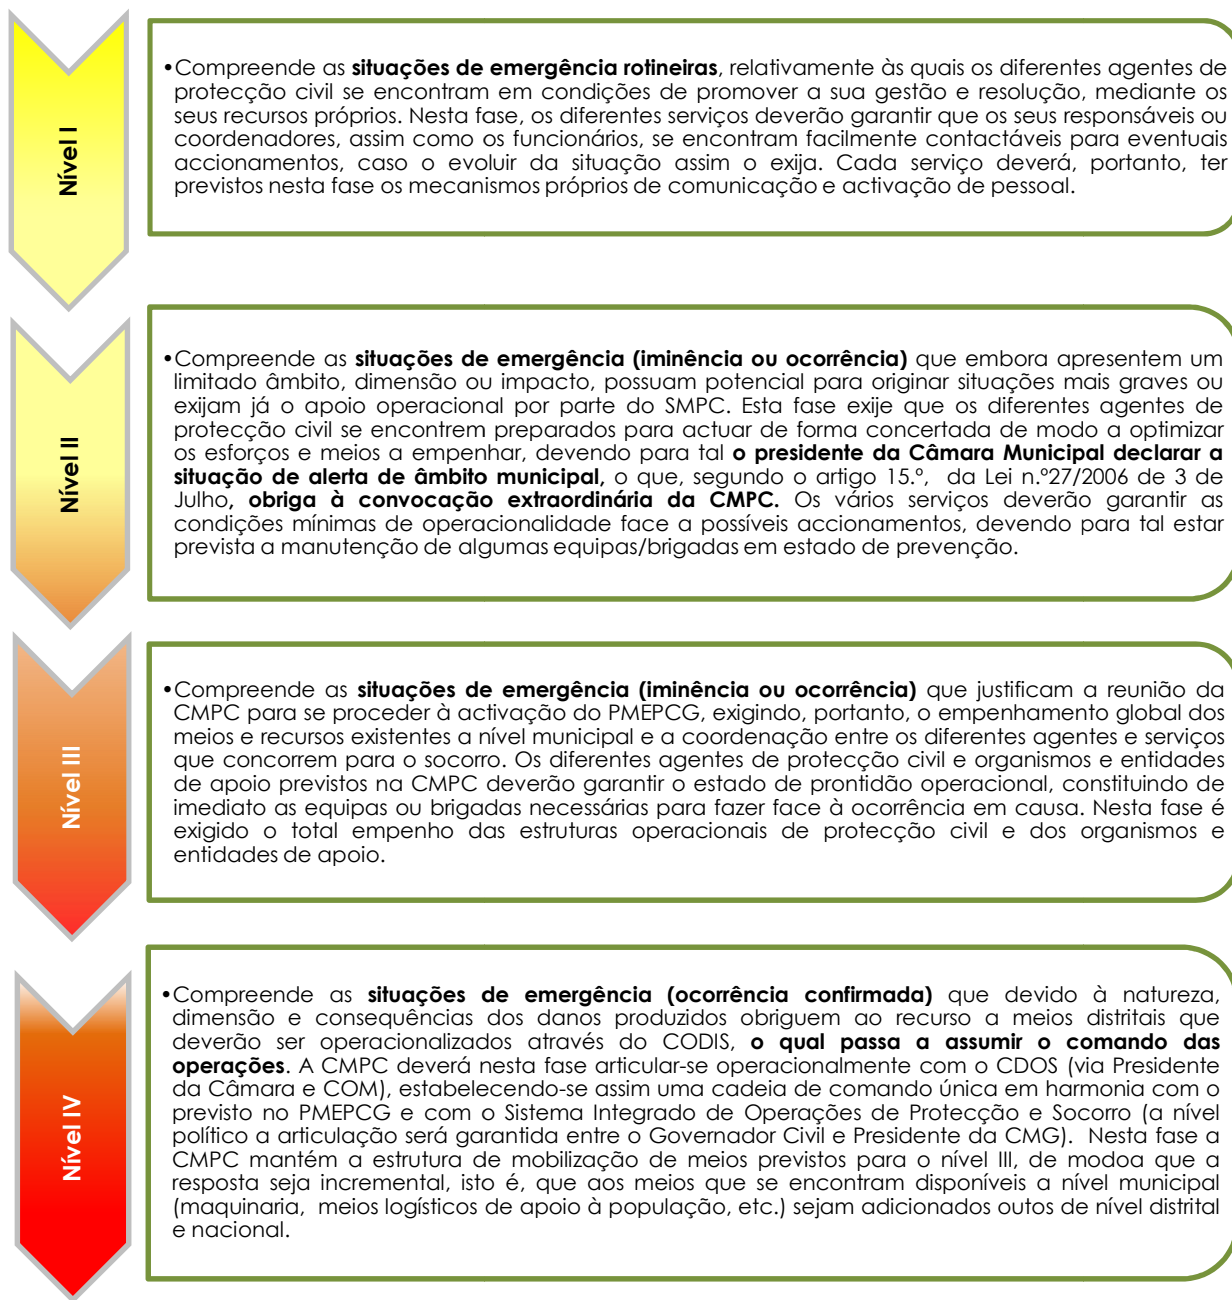 Nível I
•Compreende as situações de emergência rotineiras, relativamente às quais os diferentes agentes de
protecção civil se encontram em condições de promover a sua gestão e resolução, mediante os
seus recursos próprios. Nesta fase, os diferentes serviços deverão garantir que os seus responsáveis ou
coordenadores, assim como os funcionários, se encontram facilmente contactáveis para eventuais
accionamentos, caso o evoluir da situação assim o exija. Cada serviço deverá, portanto, ter
previstos nesta fase os mecanismos próprios de comunicação e activação de pessoal.
Nível II
•Compreende as situações de emergência (iminência ou ocorrência) que embora apresentem um
limitado âmbito, dimensão ou impacto, possuam potencial para originar situações mais graves ou
exijam já o apoio operacional por parte do SMPC. Esta fase exije que os diferentes agentes de
protecção civil se encontrem preparados para actuar de forma concertada de modo a optimizar
os esforços e meios a empenhar, devendo para tal o presidente da Câmara Municipal declarar a
situação de alerta de âmbito municipal, o que, segundo o artigo 15.º, da Lei n.º27/2006 de 3 de
Julho, obriga à convocação extraordinária da CMPC. Os vários serviços deverão garantir as
condições mínimas de operacionalidade face a possíveis accionamentos, devendo para tal estar
prevista a manutenção de algumas equipas/brigadas em estado de prevenção.
Nível III
•Compreende as situações de emergência (iminência ou ocorrência) que justificam a reunião da
CMPC para se proceder à activação do PMEPCG, exigindo, portanto, o empenhamento global dos
meios e recursos existentes a nível municipal e a coordenação entre os diferentes agentes e serviços
que concorrem para o socorro. Os diferentes agentes de protecção civil e organismos e entidades
de apoio previstos na CMPC deverão garantir o estado de prontidão operacional, constituindo de
imediato as equipas ou brigadas necessárias para fazer face à ocorrência em causa. Nesta fase é
exigido o total empenho das estruturas operacionais de protecção civil e dos organismos e
entidades de apoio.
Nível IV
•Compreende as situações de emergência (ocorrência confirmada) que devido à natureza,
dimensão e consequências dos danos produzidos obriguem ao recurso a meios distritais que
deverão ser operacionalizados através do CODIS, o qual passa a assumir o comando das
operações. A CMPC deverá nesta fase articular-se operacionalmente com o CDOS (via Presidente
da Câmara e COM), estabelecendo-se assim uma cadeia de comando única em harmonia com o
previsto no PMEPCG e com o Sistema Integrado de Operações de Protecção e Socorro (a nível
político a articulação será garantida entre o Governador Civil e Presidente da CMG). Nesta fase a
CMPC mantém a estrutura de mobilização de meios previstos para o nível III, de modoa que a
resposta seja incremental, isto é, que aos meios que se encontram disponíveis a nível municipal
(maquinaria, meios logísticos de apoio à população, etc.) sejam adicionados outos de nível distrital
e nacional.